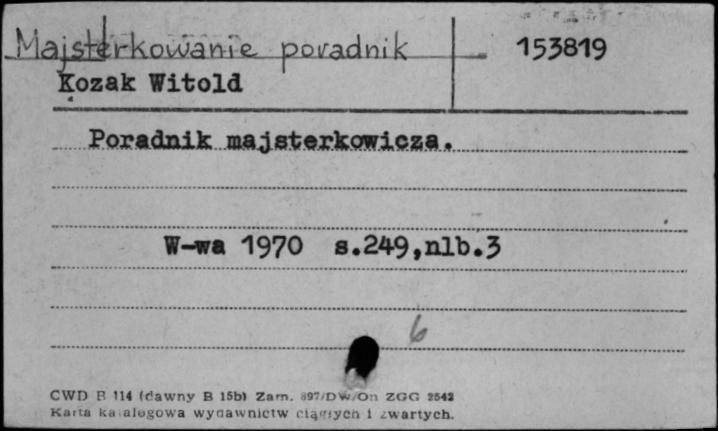 Majsterkowanie poradnik 153819
Kozak Witold
Poradnik majsterkowicza.
W-wa 1970 s.249,nlb.3
6
CWD B 114 (dawny B 15b) Zam. 897/DW/On ZGG 2542
Karta katalogowa wydawnictw ciągłych i zwartych.